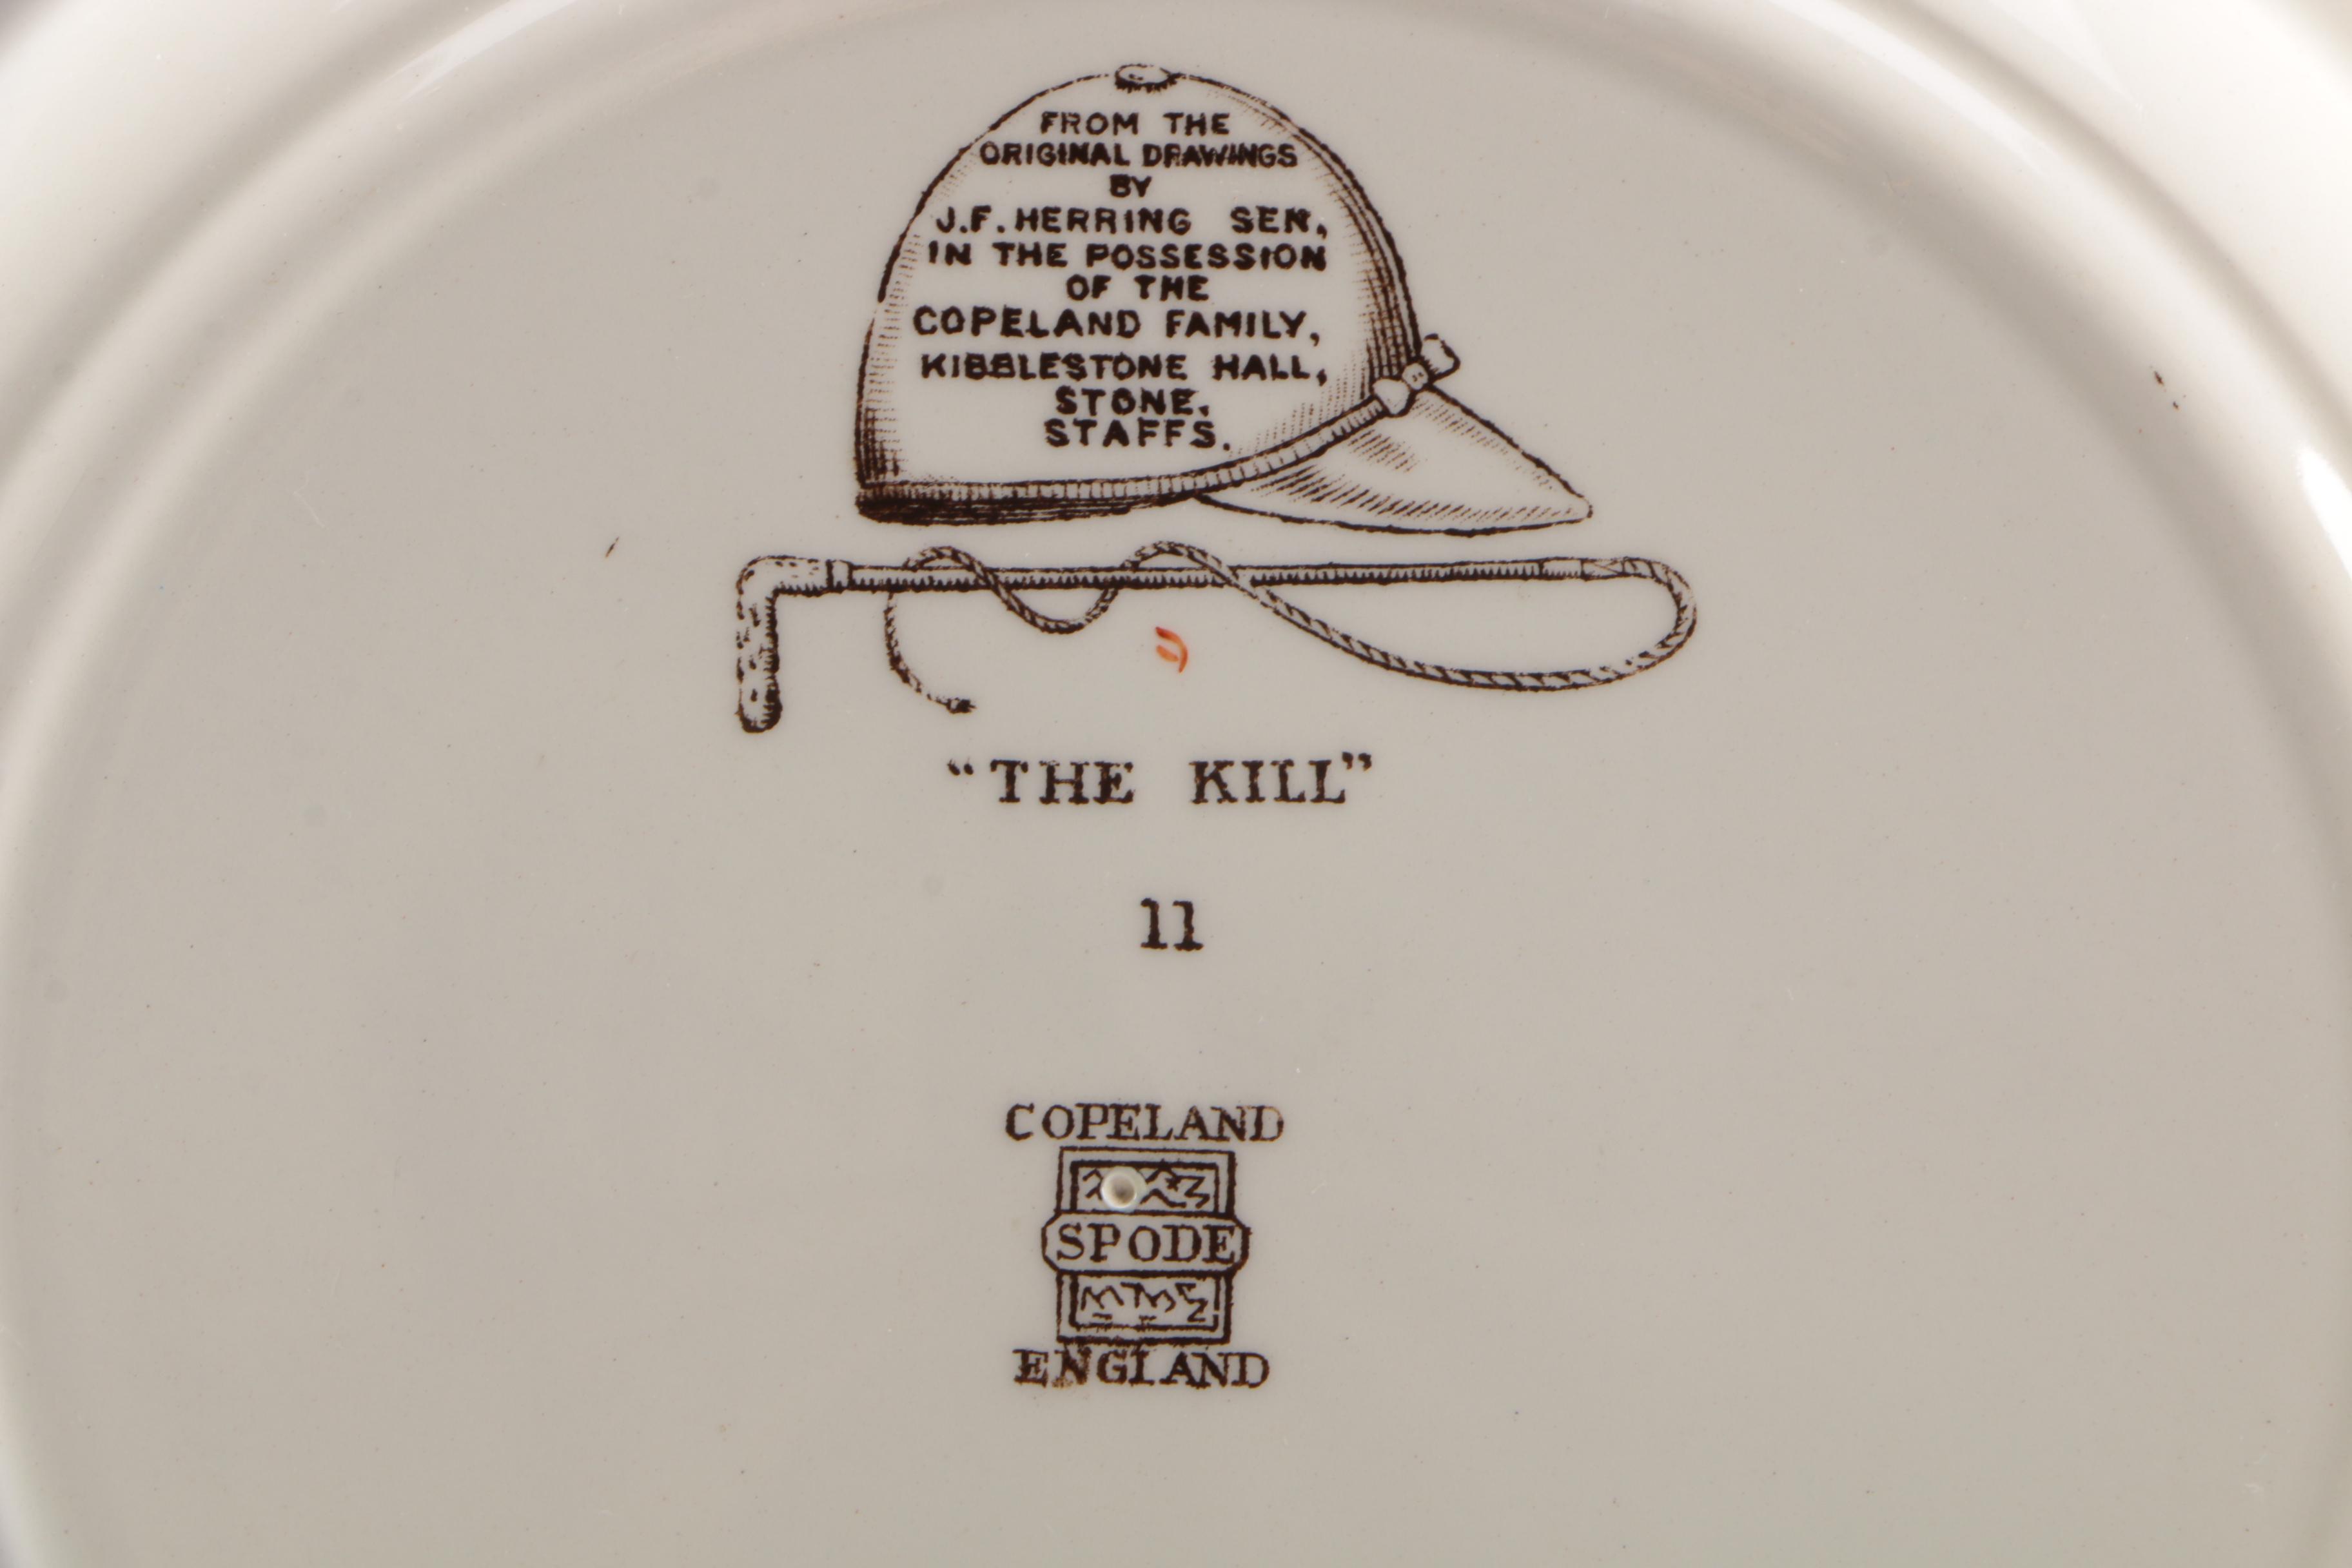 FROM THE
ORIGINAL DRAWINGS
BY
J.F. HERRING SEN,
IN THE POSSESSION
OF THE
COPELAND FAMILY,
KIBBLESTONE HALL,
STONE,
STAFFS.
“THE KILL”
11
COPELAND
SPODE
ENGLAND